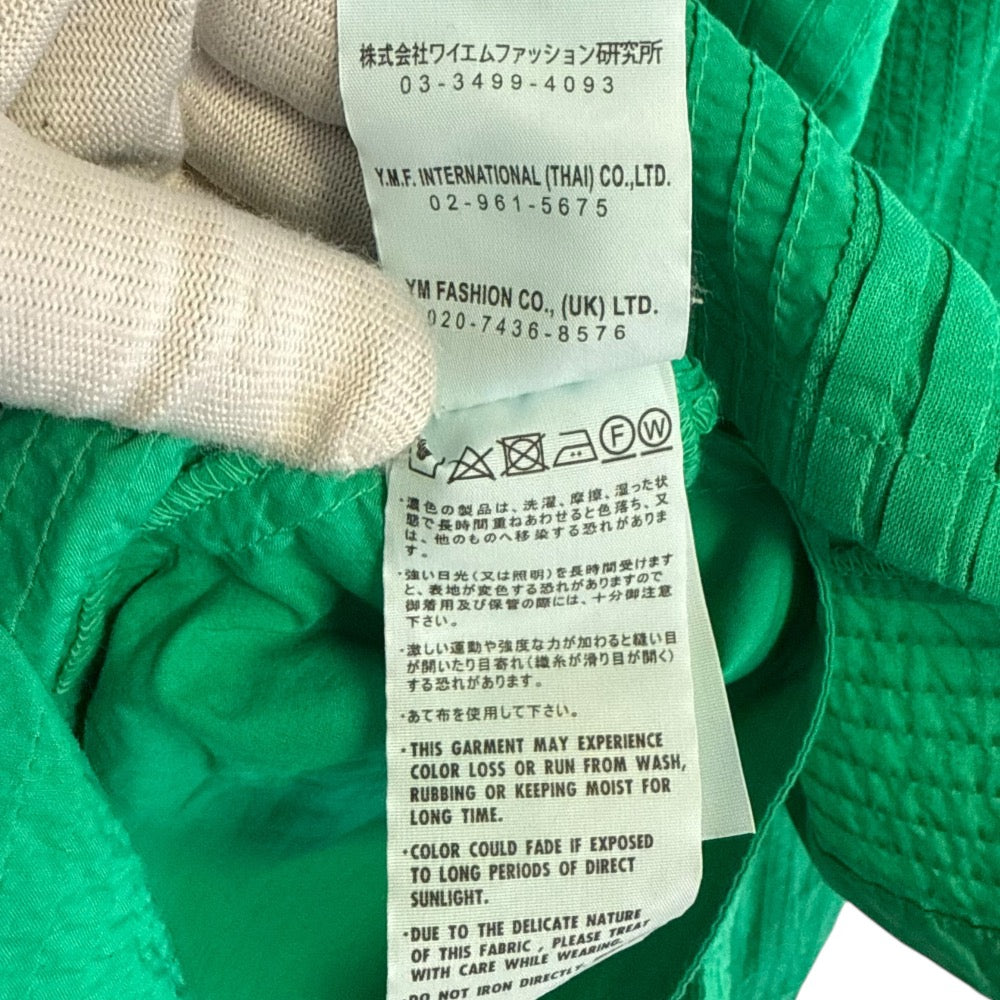 株式会社ワイエムファッション研究所
03-3499-4093
Y.M.F. INTERNATIONAL (THAI) CO.,LTD.
02-961-5675
YM FASHION CO., (UK) LTD.
020-7436-8576
F W
・濃色の製品は、洗濯、摩擦、湿った状
態で長時間重ねあわせると色落ち、又
は、他のものへ移染する恐れがありま
す。
・強い日光(又は照明)を長時間受けます
と、表地が変色する恐れがありますので
御着用及び保管の際には、十分御注意
下さい。
・激しい運動や強度な力が加わると縫い目
が開いたり目寄れ(織糸が滑り目が開く)
する恐れがあります。
・あて布を使用して下さい。
・THIS GARMENT MAY EXPERIENCE
COLOR LOSS OR RUN FROM WASH,
RUBBING OR KEEPING MOIST FOR
LONG TIME.
・COLOR COULD FADE IF EXPOSED
TO LONG PERIODS OF DIRECT
SUNLIGHT.
・DUE TO THE DELICATE NATURE
OF THIS FABRIC , PLEASE TREAT
WITH CARE WHILE WEARING.
・DO NOT IRON DIRECTLY,